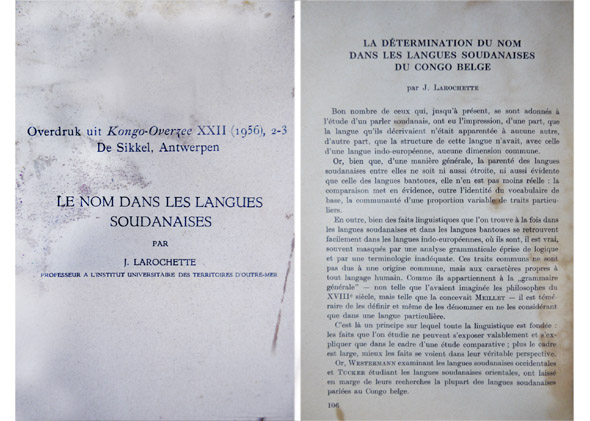 Overdruk uit Kongo-Overzee XXII (1956), 2-3
De Sikkel, Antwerpen
LE NOM DANS LES LANGUES
SOUDANAISES
PAR
J. LAROCHETTE
PROFESSEUR A L'INSTITUT UNIVERSITAIRE DES TERRITOIRES D'OUTRE-MER
LA DÉTERMINATION DU NOM
DANS LES LANGUES SOUDANAISES
DU CONGO BELGE
par J. LAROCHETTE
Bon nombre de ceux qui, jusqu'à présent, se sont adonnés à
l'étude d'un parler soudanais, ont eu l'impression, d'une part, que
la langue qu'ils décrivaient n'était apparentée à aucune autre,
d'autre part, que la structure de cette langue n'avait, avec celle
d'une langue indo-européenne, aucune dimension commune.
Or, bien que, d'une manière générale, la parenté des langues
soudanaises entre elles ne soit ni aussi étroite, ni aussi évidente
que celle des langues bantoues, elle n'en est pas moins réelle : la
comparaison met en évidence, outre l'identité du vocabulaire de
base, la communauté d'une proportion variable de traits particu-
liers.
En outre, bien des faits linguistiques que l'on trouve à la fois dans
les langues soudanaises et dans les langues bantoues se retrouvent
facilement dans les langues indo-européennes, où ils sont, il est vrai,
souvent masqués par une analyse grammaticale éprise de logique
et par une terminologie inadéquate. Ces traits communs ne sont
pas dus à une origine commune, mais aux caractères propres à
tout langage humain. Comme ils appartiennent à la „grammaire
générale" — non telle que l'avaient imaginée les philosophes du
XVIIIe siècle, mais telle que la concevait MEILLET — il est témé-
raire de les définir et même de les dénommer en ne les considérant
que dans une langue particulière.
C'est là un principe sur lequel toute la linguistique est fondée :
les faits que l'on étudie ne peuvent s'exposer valablement et s'ex-
pliquer que dans le cadre d'une étude comparative ; plus le cadre
est large, mieux les faits se voient dans leur véritable perspective.
Or, WESTERMANN examinant les langues soudanaises occidentales
et TUCKER étudiant les langues soudanaises orientales, ont laissé
en marge de leurs recherches la plupart des langues soudanaises
parlées au Congo belge.
106